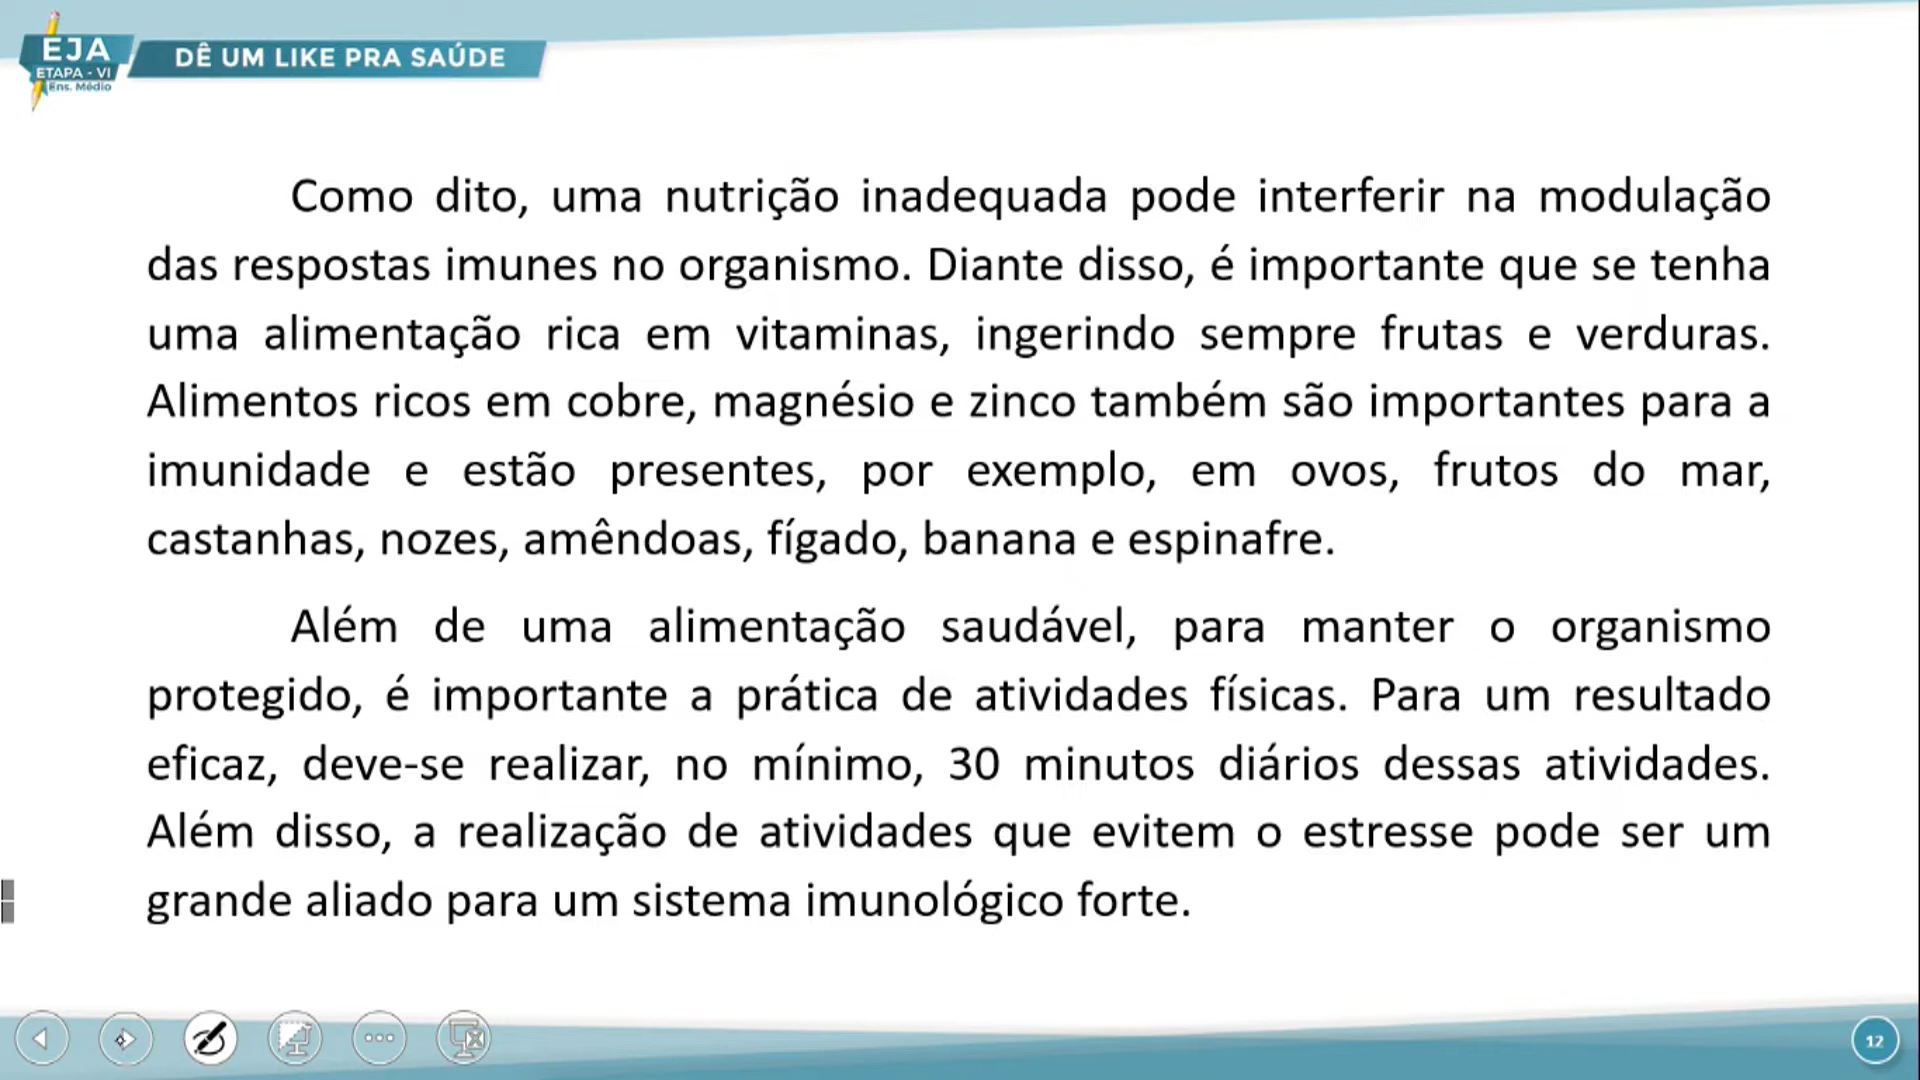 EJA
ETAPA - VI
Ens. Médio
DÊ UM LIKE PRA SAÚDE
Como dito, uma nutrição inadequada pode interferir na modulação
das respostas imunes no organismo. Diante disso, é importante que se tenha
uma alimentação rica em vitaminas, ingerindo sempre frutas e verduras.
Alimentos ricos em cobre, magnésio e zinco também são importantes para a
imunidade e estão presentes, por exemplo, em ovos, frutos do mar,
castanhas, nozes, amêndoas, fígado, banana e espinafre.
Além de uma alimentação saudável, para manter o organismo
protegido, é importante a prática de atividades físicas. Para um resultado
eficaz, deve-se realizar, no mínimo, 30 minutos diários dessas atividades.
Além disso, a realização de atividades que evitem o estresse pode ser um
grande aliado para um sistema imunológico forte.
12